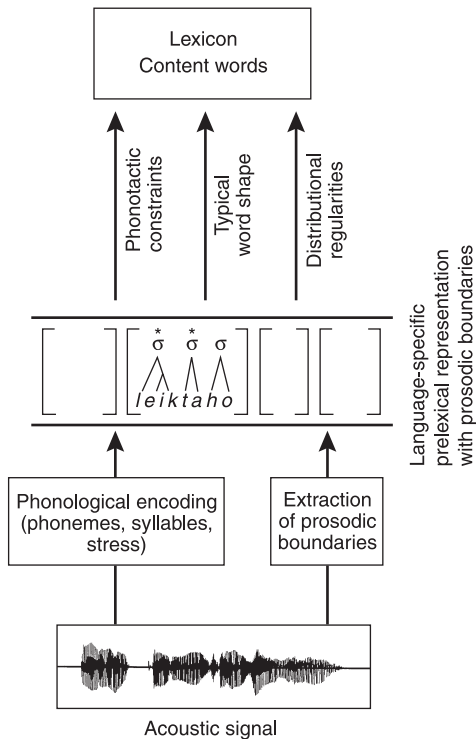 Lexicon
Content words
Phonotactic
constraints
Typical
word shape
Distributional
regularities
Language-specific
prelexical representation
with prosodic boundaries
* *
σ σ σ
leiktaho
Phonological encoding
(phonemes, syllables,
stress)
Extraction
of prosodic
boundaries
Acoustic signal